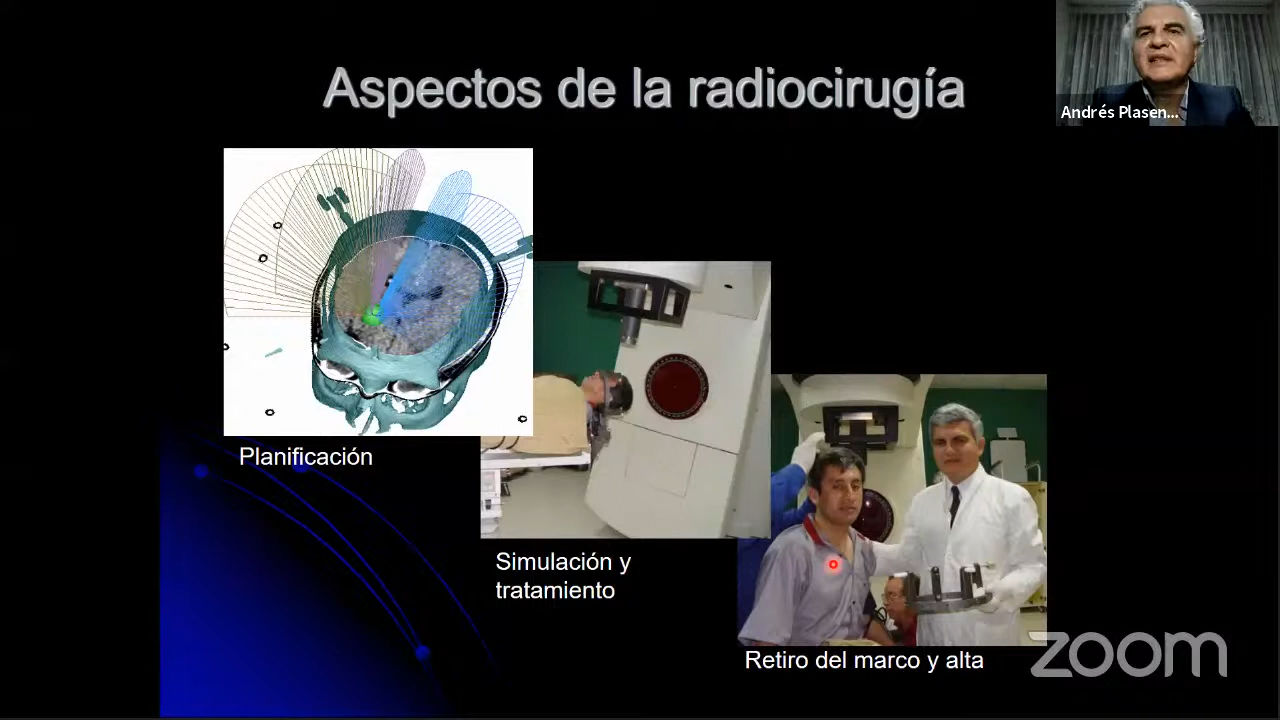 Aspectos de la radiocirugía
Andrés Plasen...
Planificación
Simulación y
tratamiento
Retiro del marco y alta
zoom